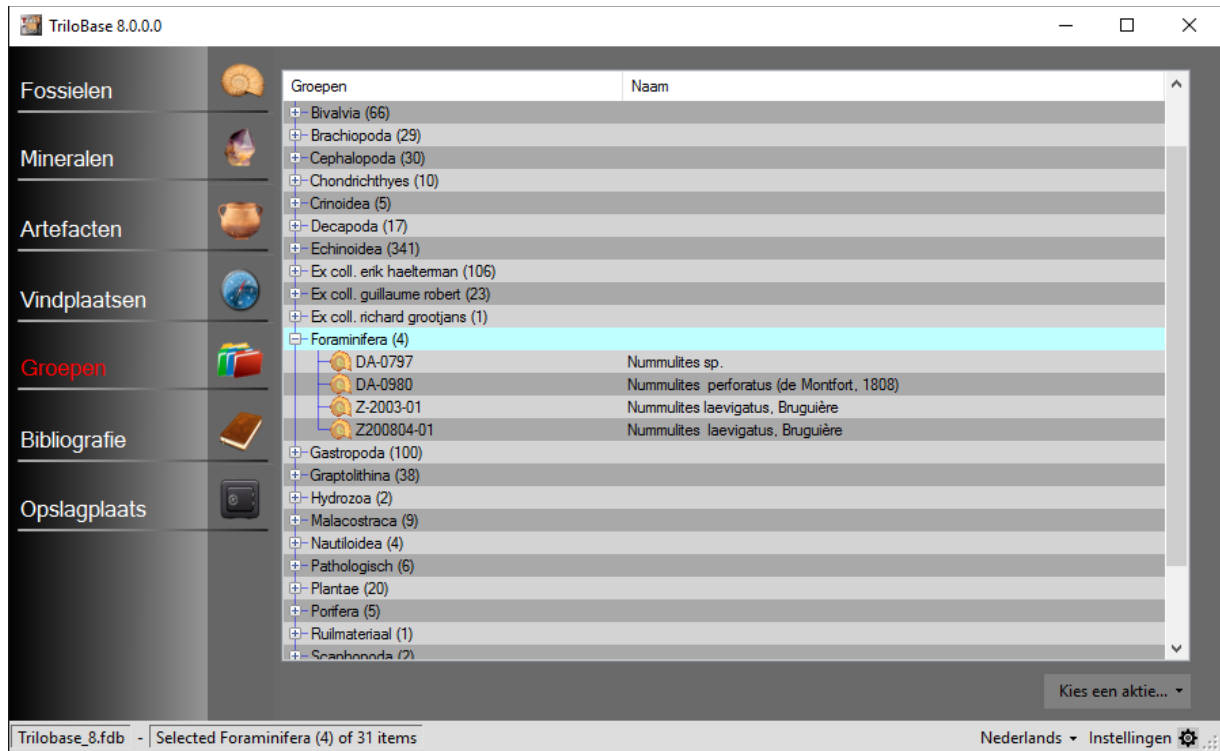 TriloBase 8.0.0.0
Fossielen
Mineralen
Artefacten
Vindplaatsen
Groepen
Bibliografie
Opslagplaats
Groepen Naam
Bivalvia (66)
Brachiopoda (29)
Cephalopoda (30)
Chondrichthyes (10)
Crinoidea (5)
Decapoda (17)
Echinoidea (341)
Ex coll. erik haelterman (106)
Ex coll. guillaume robert (23)
Ex coll. richard grootjans (1)
Foraminifera (4)
DA-0797 Nummulites sp.
DA-0980 Nummulites perforatus (de Montfort, 1808)
Z-2003-01 Nummulites laevigatus, Bruguière
Z200804-01 Nummulites laevigatus, Bruguière
Gastropoda (100)
Graptolithina (38)
Hydrozoa (2)
Malacostraca (9)
Nautiloidea (4)
Pathologisch (6)
Plantae (20)
Porifera (5)
Ruilmateriaal (1)
Scaphopoda (2)
Kies een aktie...
Trilobase_8.fdb - Selected Foraminifera (4) of 31 items Nederlands Instellingen